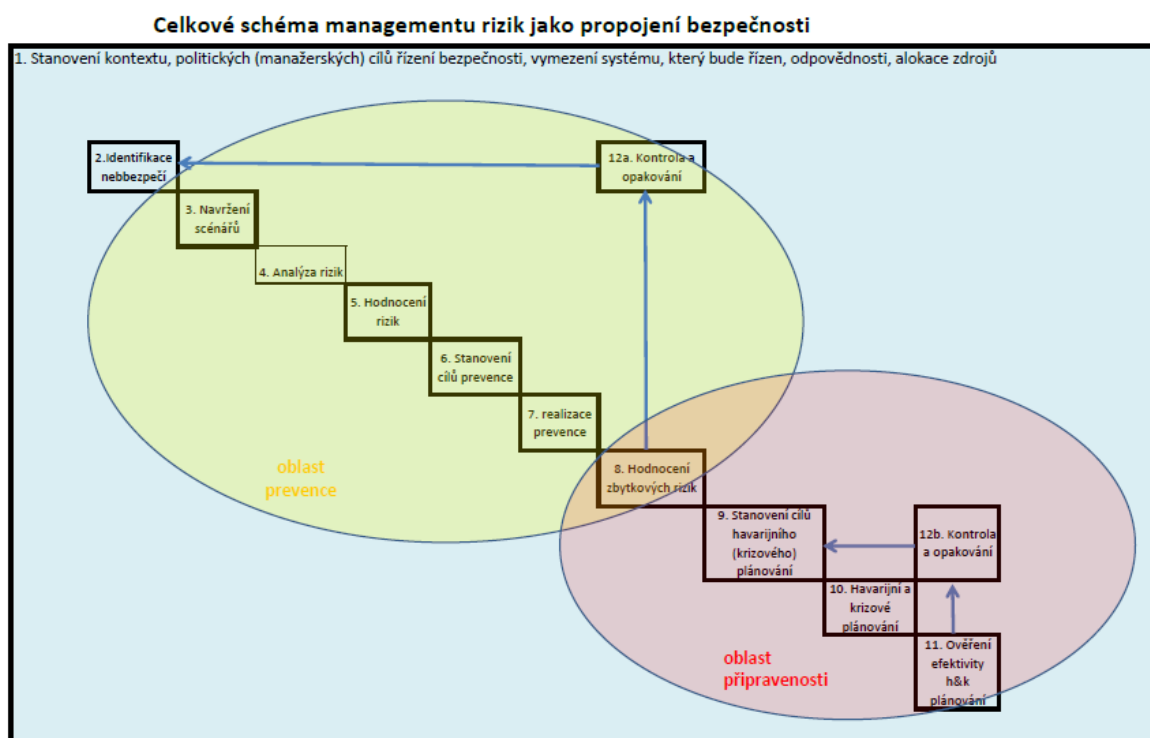 Celkové schéma managementu rizik jako propojení bezpečnosti
1. Stanovení kontextu, politických (manažerských) cílů řízení bezpečnosti, vymezení systému, který bude řízen, odpovědnosti, alokace zdrojů
2.Identifikace
nebbezpečí
12a. Kontrola a
opakování
3. Navržení
scénářů
4. Analýza rizik
5. Hodnocení
rizik
6. Stanovení
cílů prevence
7. realizace
prevence
oblast
prevence
8. Hodnocení
zbytkových rizik
9. Stanovení cílů
havarijního
(krizového)
plánování
12b. Kontrola
a opakování
10. Havarijní a
krizové
plánování
11. Ověření
efektivity
h&k
plánování
oblast
připravenosti